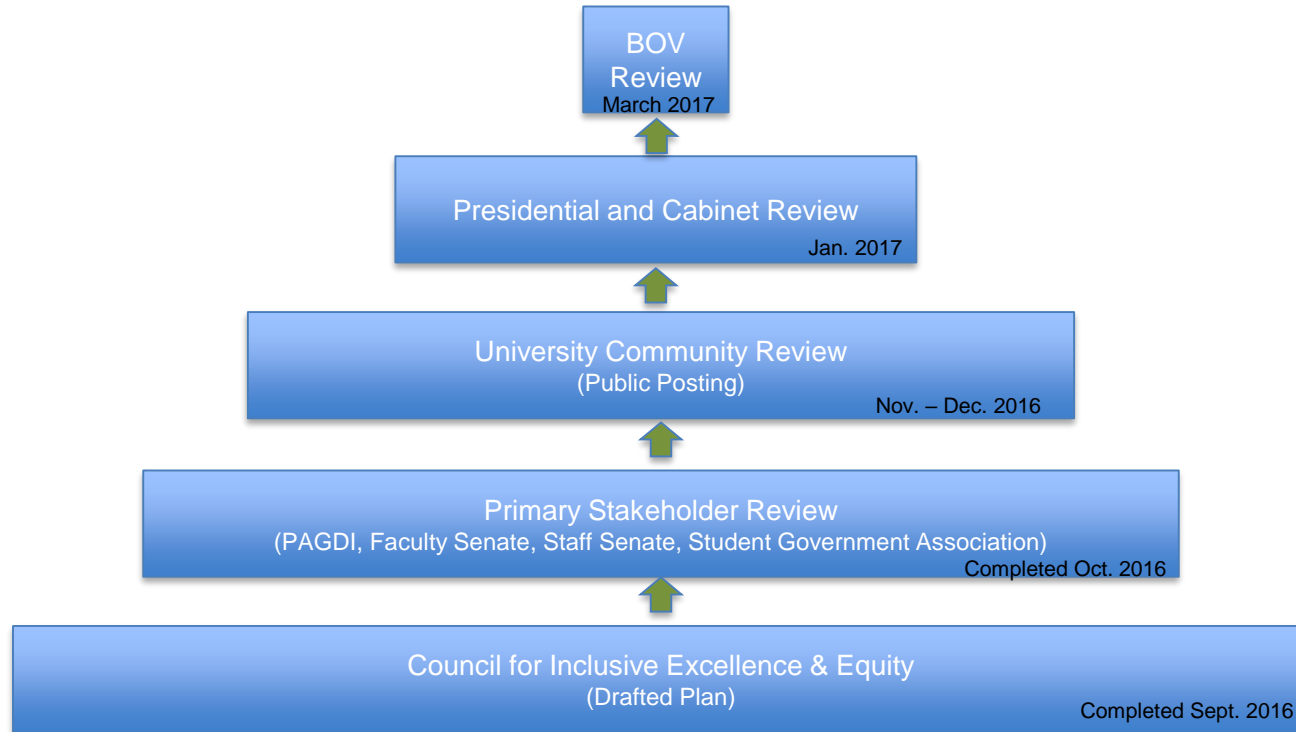 BOV
Review
March 2017
Presidential and Cabinet Review
Jan. 2017
University Community Review
(Public Posting)
Nov. – Dec. 2016
Primary Stakeholder Review
(PAGDI, Faculty Senate, Staff Senate, Student Government Association)
Completed Oct. 2016
Council for Inclusive Excellence & Equity
(Drafted Plan)
Completed Sept. 2016